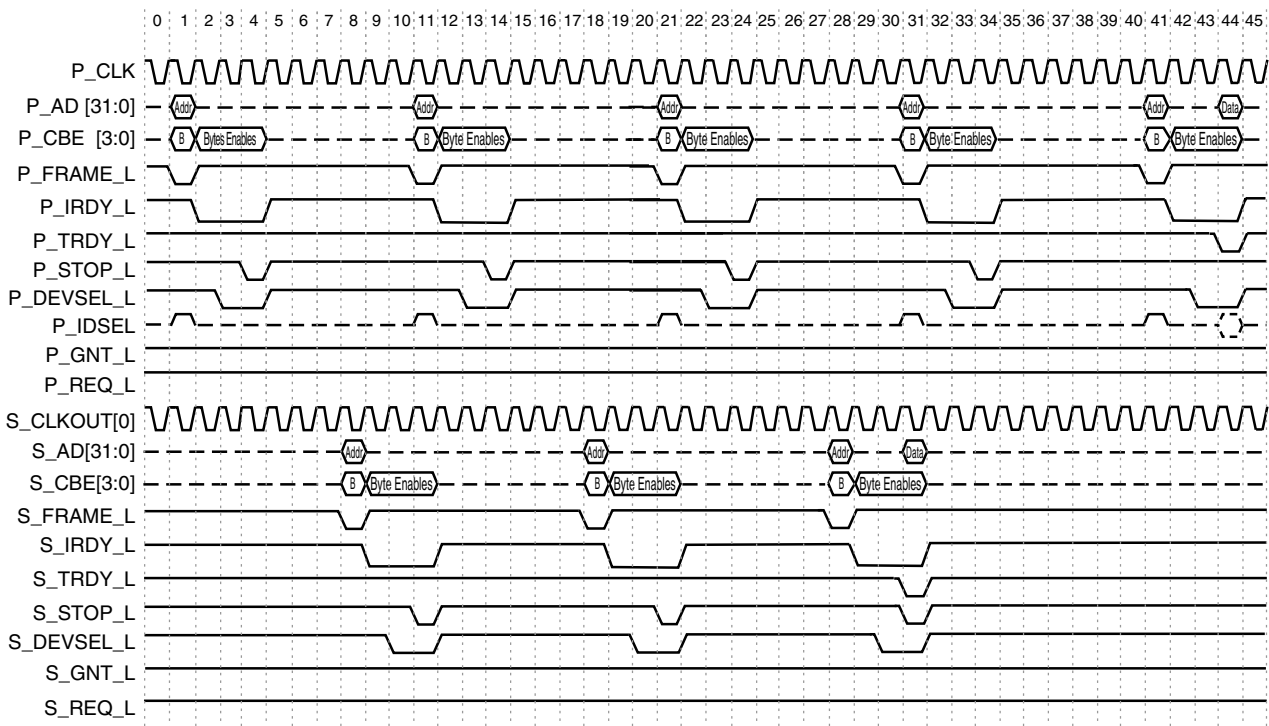 0 1 2 3 4 5 6 7 8 9 10 11 12 13 14 15 16 17 18 19 20 21 22 23 24 25 26 27 28 29 30 31 32 33 34 35 36 37 38 39 40 41 42 43 44 45
P_CLK
P_AD [31:0] Addr Addr Addr Addr Addr Data
P_CBE [3:0] B Bytes Enables B Byte Enables B Byte Enables B Byte Enables B Byte Enables
P_FRAME_L
P_IRDY_L
P_TRDY_L
P_STOP_L
P_DEVSEL_L
P_IDSEL
P_GNT_L
P_REQ_L
S_CLKOUT[0]
S_AD[31:0] Addr Addr Addr Data
S_CBE[3:0] B Byte Enables B Byte Enables B Byte Enables
S_FRAME_L
S_IRDY_L
S_TRDY_L
S_STOP_L
S_DEVSEL_L
S_GNT_L
S_REQ_L